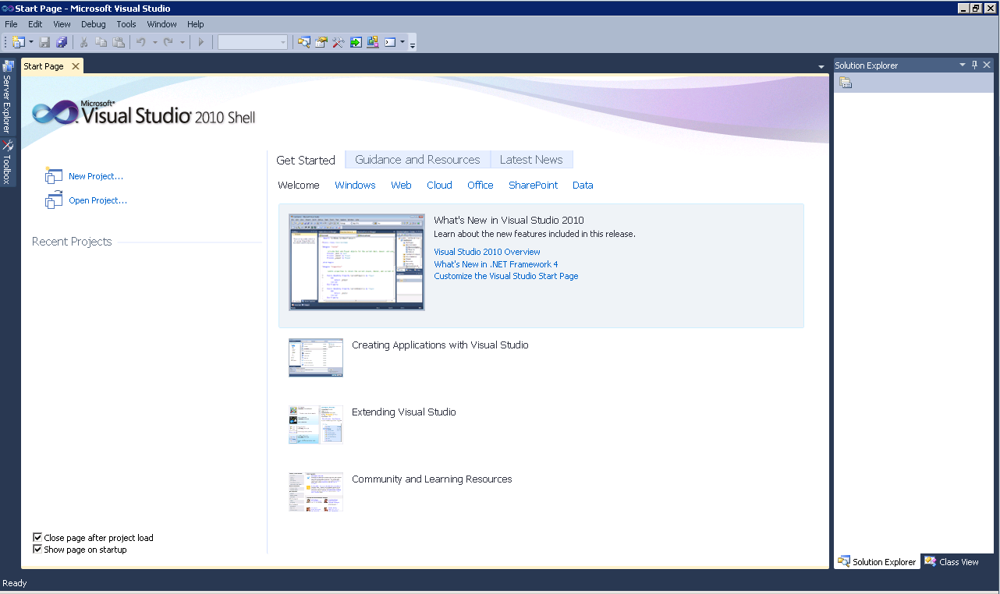 Start Page - Microsoft Visual Studio
File Edit View Debug Tools Window Help
Server Explorer
Toolbox
Start Page
Microsoft®
Visual Studio® 2010 Shell
New Project...
Open Project...
Recent Projects
Close page after project load
Show page on startup
Get Started Guidance and Resources Latest News
Welcome Windows Web Cloud Office SharePoint Data
What's New in Visual Studio 2010
Learn about the new features included in this release.
Visual Studio 2010 Overview
What's New in .NET Framework 4
Customize the Visual Studio Start Page
Creating Applications with Visual Studio
Extending Visual Studio
Community and Learning Resources
Solution Explorer
Solution Explorer Class View
Ready